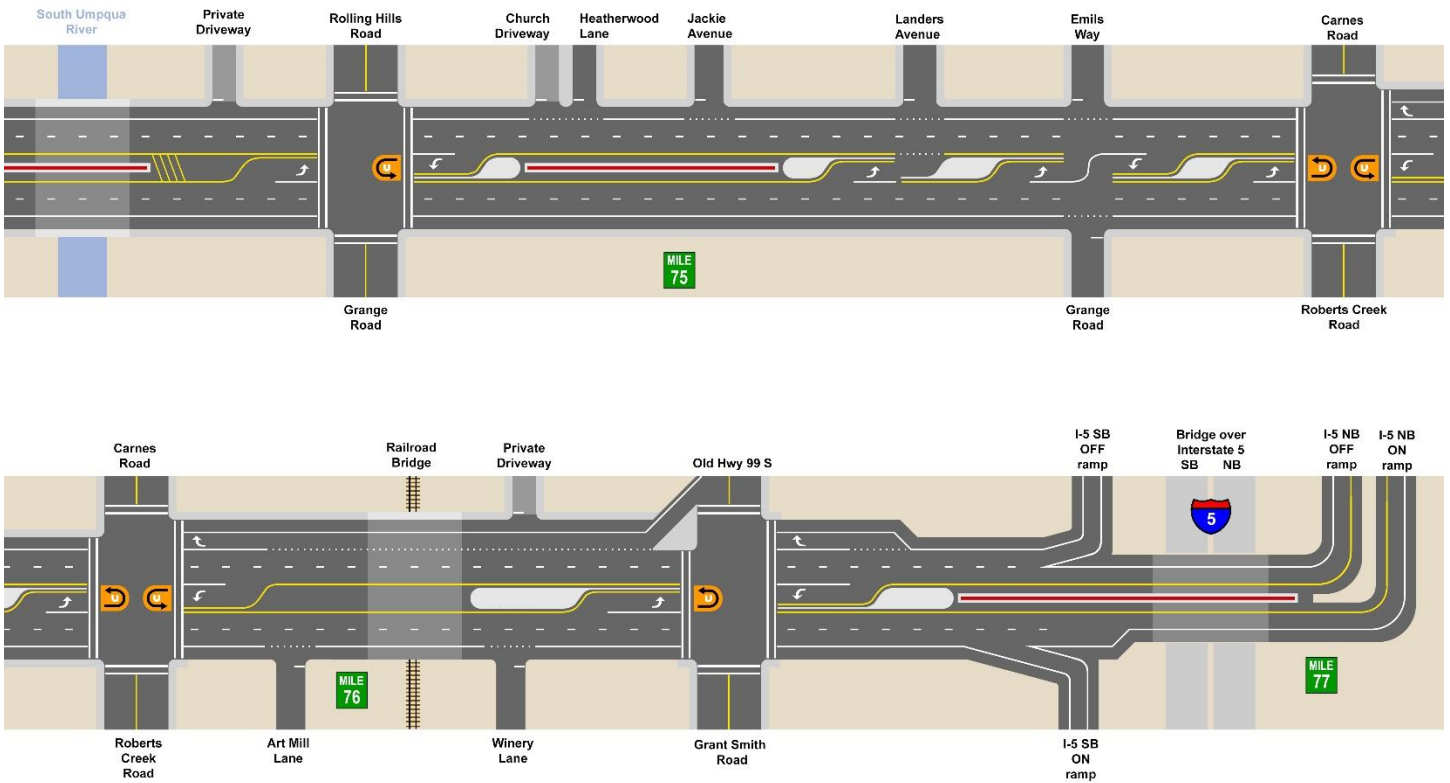 South Umpqua
River
Private
Driveway
Rolling Hills
Road
Church
Driveway
Heatherwood
Lane
Jackie
Avenue
Landers
Avenue
Emils
Way
Carnes
Road
U
U
U
MILE
75
Grange
Road
Grange
Road
Roberts Creek
Road
Carnes
Road
Railroad
Bridge
Private
Driveway
Old Hwy 99 S
I-5 SB
OFF
ramp
Bridge over
Interstate 5
SB NB
I-5 NB
OFF
ramp
I-5 NB
ON
ramp
5
U
U
U
MILE
76
MILE
77
Roberts
Creek
Road
Art Mill
Lane
Winery
Lane
Grant Smith
Road
I-5 SB
ON
ramp